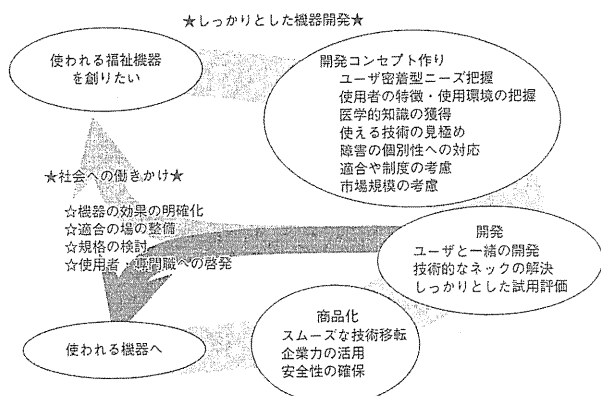 ★しっかりとした機器開発★
使われる福祉機器
を創りたい
開発コンセプト作り
ユーザ密着型ニーズ把握
使用者の特徴・使用環境の把握
医学的知識の獲得
使える技術の見極め
障害の個別性への対応
適合や制度の考慮
市場規模の考慮
★社会への働きかけ★
☆機器の効果の明確化
☆適合の場の整備
☆規格の検討
☆使用者・専門職への啓発
開発
ユーザと一緒の開発
技術的なネックの解決
しっかりとした試用評価
商品化
スムーズな技術移転
企業力の活用
安全性の確保
使われる機器へ